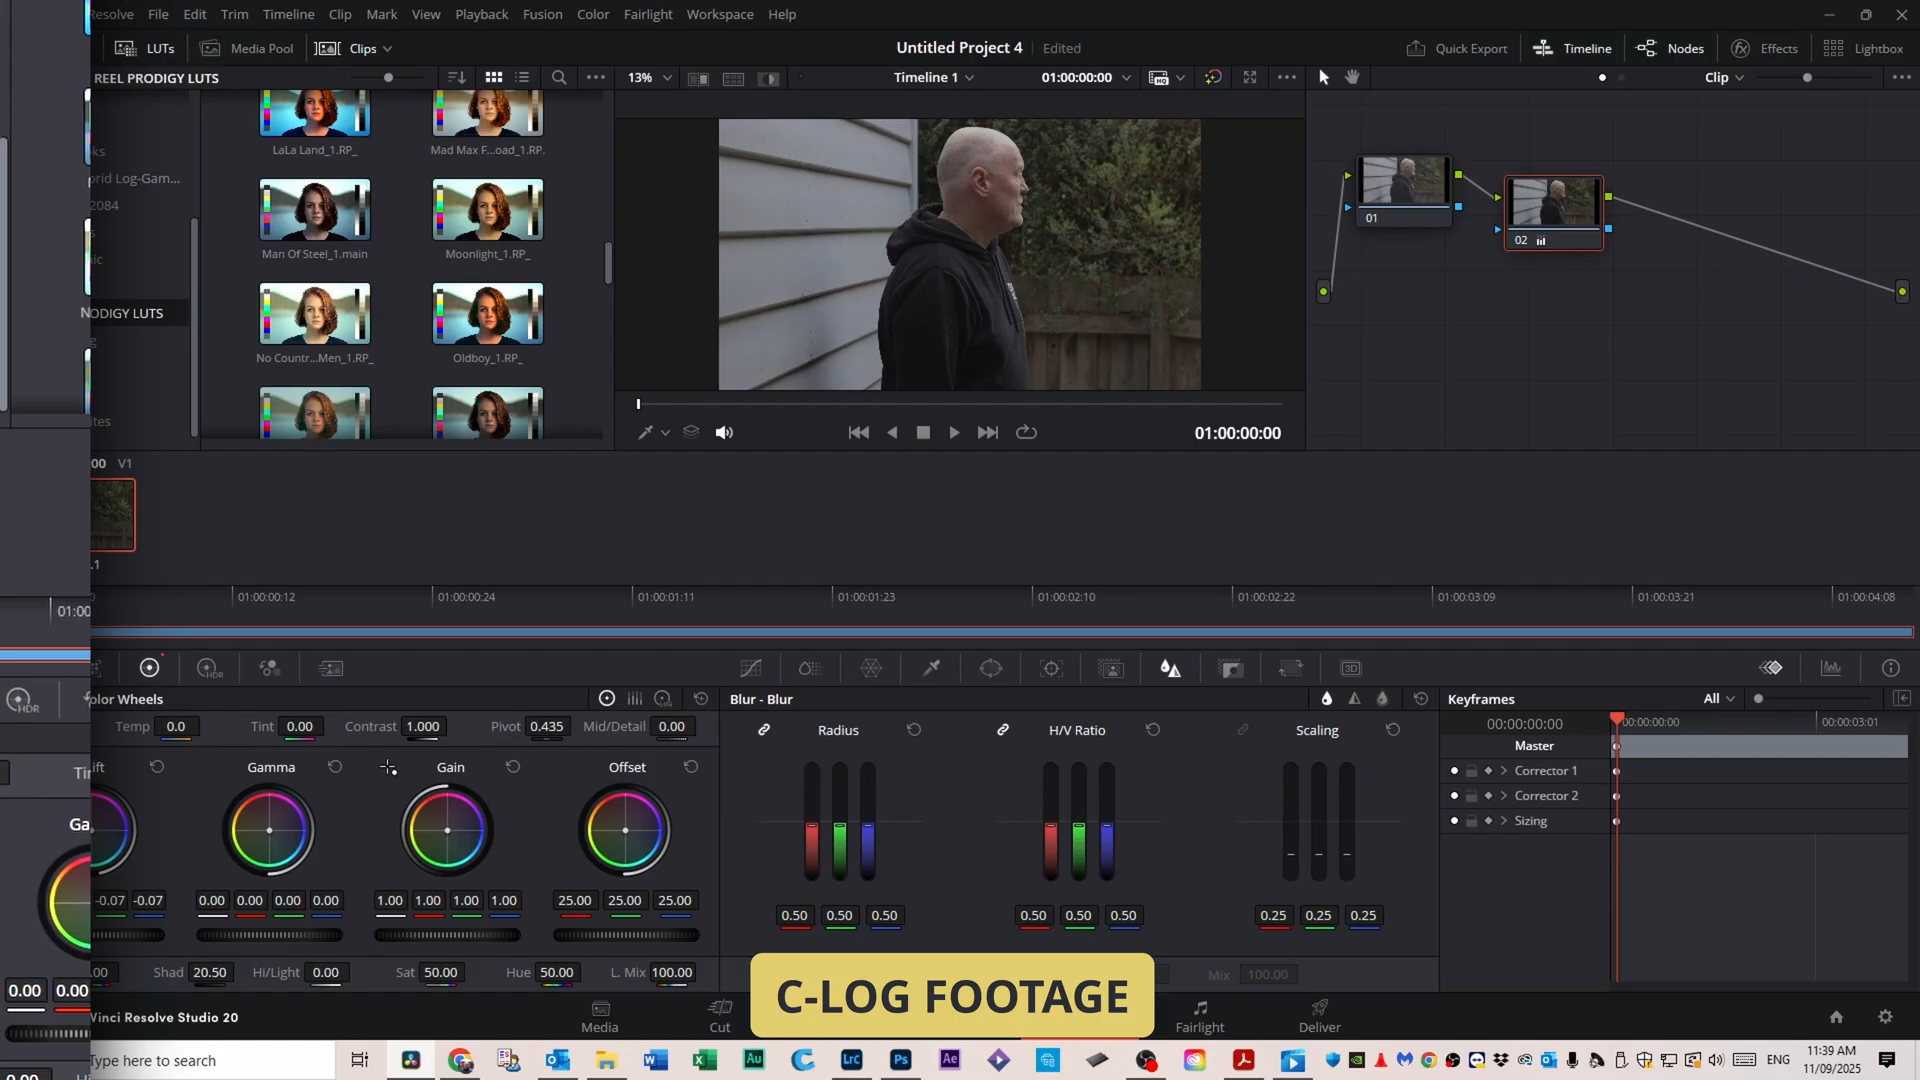 Resolve File Edit Trim Timeline Clip Mark View Playback Fusion Color Fairlight Workspace Help
LUTs Media Pool Clips Untitled Project 4 Edited Quick Export Timeline Nodes Effects Lightbox
REEL PRODIGY LUTS 13% Timeline 1 01:00:00:00 Clip
LaLa Land_1.RP_ Mad Max F...oad_1.RP.
ks
orid Log-Gam...
2084
Man Of Steel_1.main Moonlight_1.RP_
s
ic
NODIGY LUTS
g
No Countr...Men_1.RP_ Oldboy_1.RP_
tes
PUSS
01
02
01:00:00:00
00 V1
.1
01:00 01:00:00:12 01:00:00:24 01:00:01:11 01:00:01:23 01:00:02:10 01:00:02:22 01:00:03:09 01:00:03:21 01:00:04:08
HDR HDR 3D
olor Wheels Blur - Blur Keyframes All
Temp 0.0 Tint 0.00 Contrast 1.000 Pivot 0.435 Mid/Detail 0.00
Radius H/V Ratio Scaling
00:00:00:00 00:00:00:00 00:00:03:01
Master
ift Gamma Gain Offset
Corrector 1
Corrector 2
Sizing
Tin
Ga
-0.07 -0.07 0.00 0.00 0.00 0.00 1.00 1.00 1.00 1.00 25.00 25.00 25.00
0.50 0.50 0.50 0.50 0.50 0.50 0.25 0.25 0.25
.00 Shad 20.50 Hi/Light 0.00 Sat 50.00 Hue 50.00 L. Mix 100.00 Mix 100.00
0.00 0.00
C-LOG FOOTAGE
Vinci Resolve Studio 20
Media Cut Fairlight Deliver
Type here to search
Au Lrc Ps Ae
ENG
11:39 AM
11/09/2025
0.00